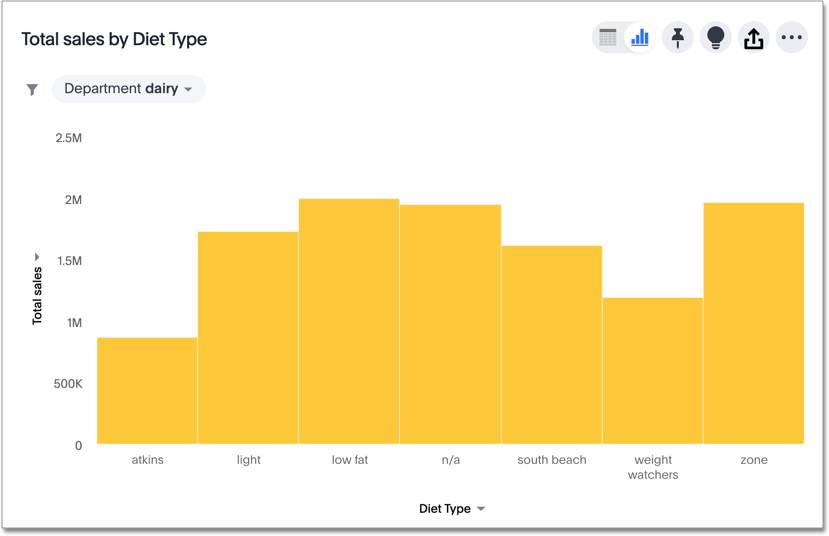 Total sales by Diet Type
Department dairy
2.5M
2M
1.5M
1M
500K
0
Total sales
atkins
light
low fat
n/a
south beach
weight
watchers
zone
Diet Type